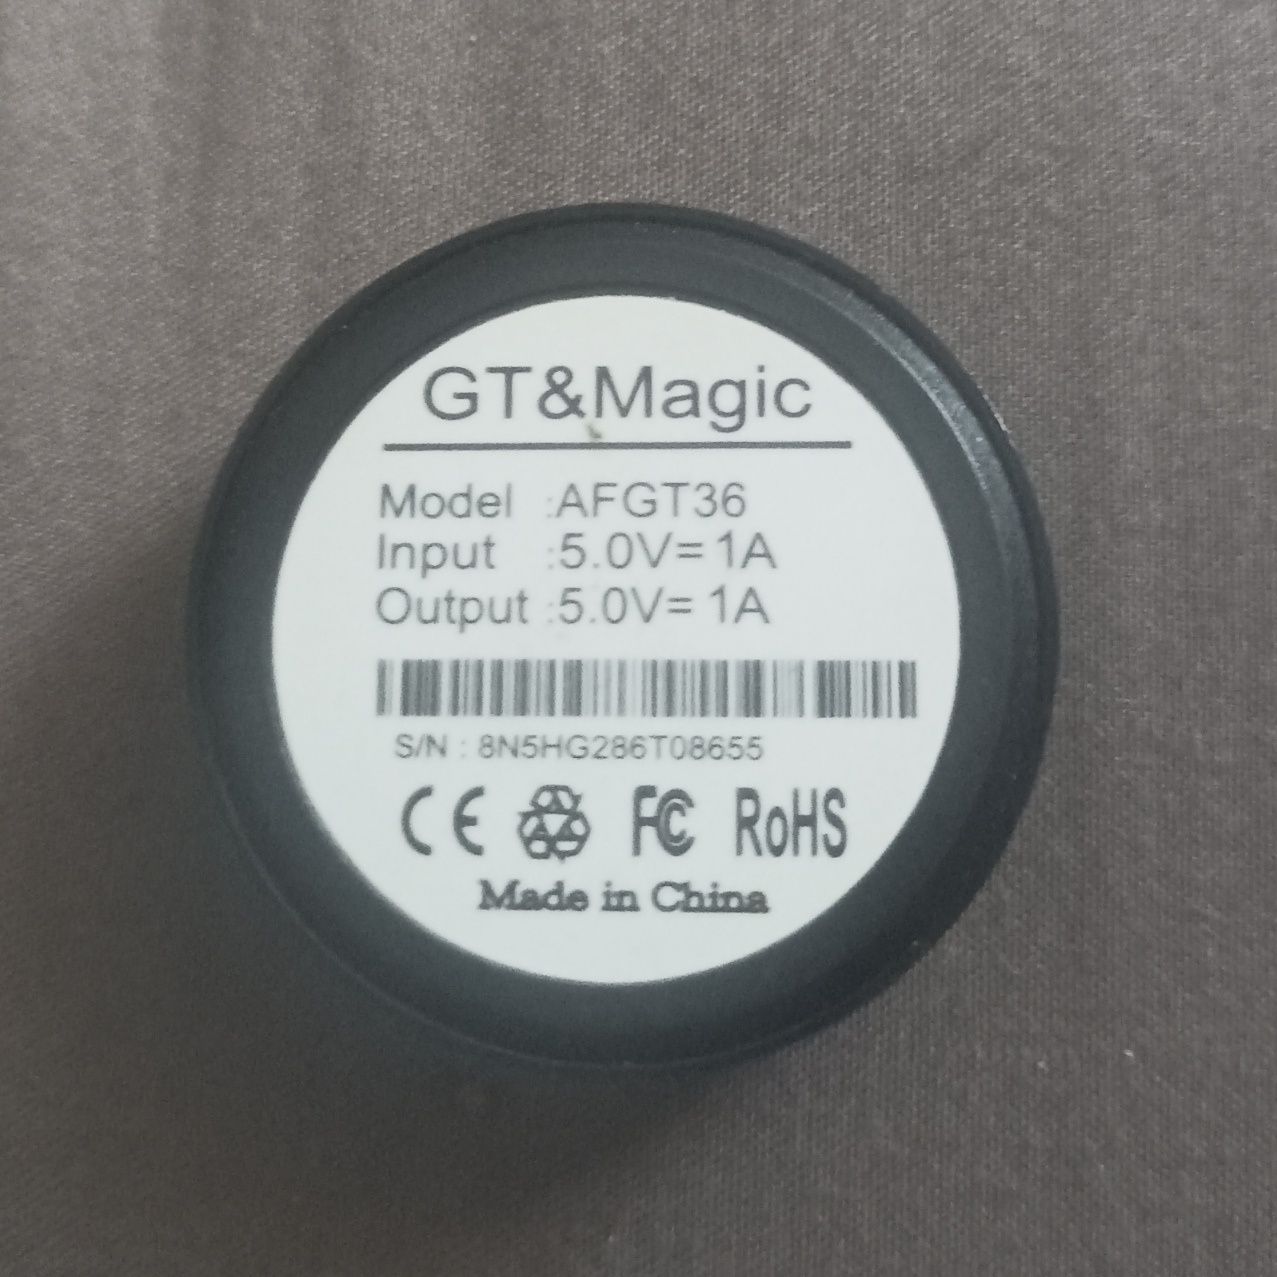 GT&Magic
Model :AFGT36
Input :5.0V= 1A
Output :5.0V= 1A
S/N : 8N5HG286T08655
CE FC RoHS
Made in China